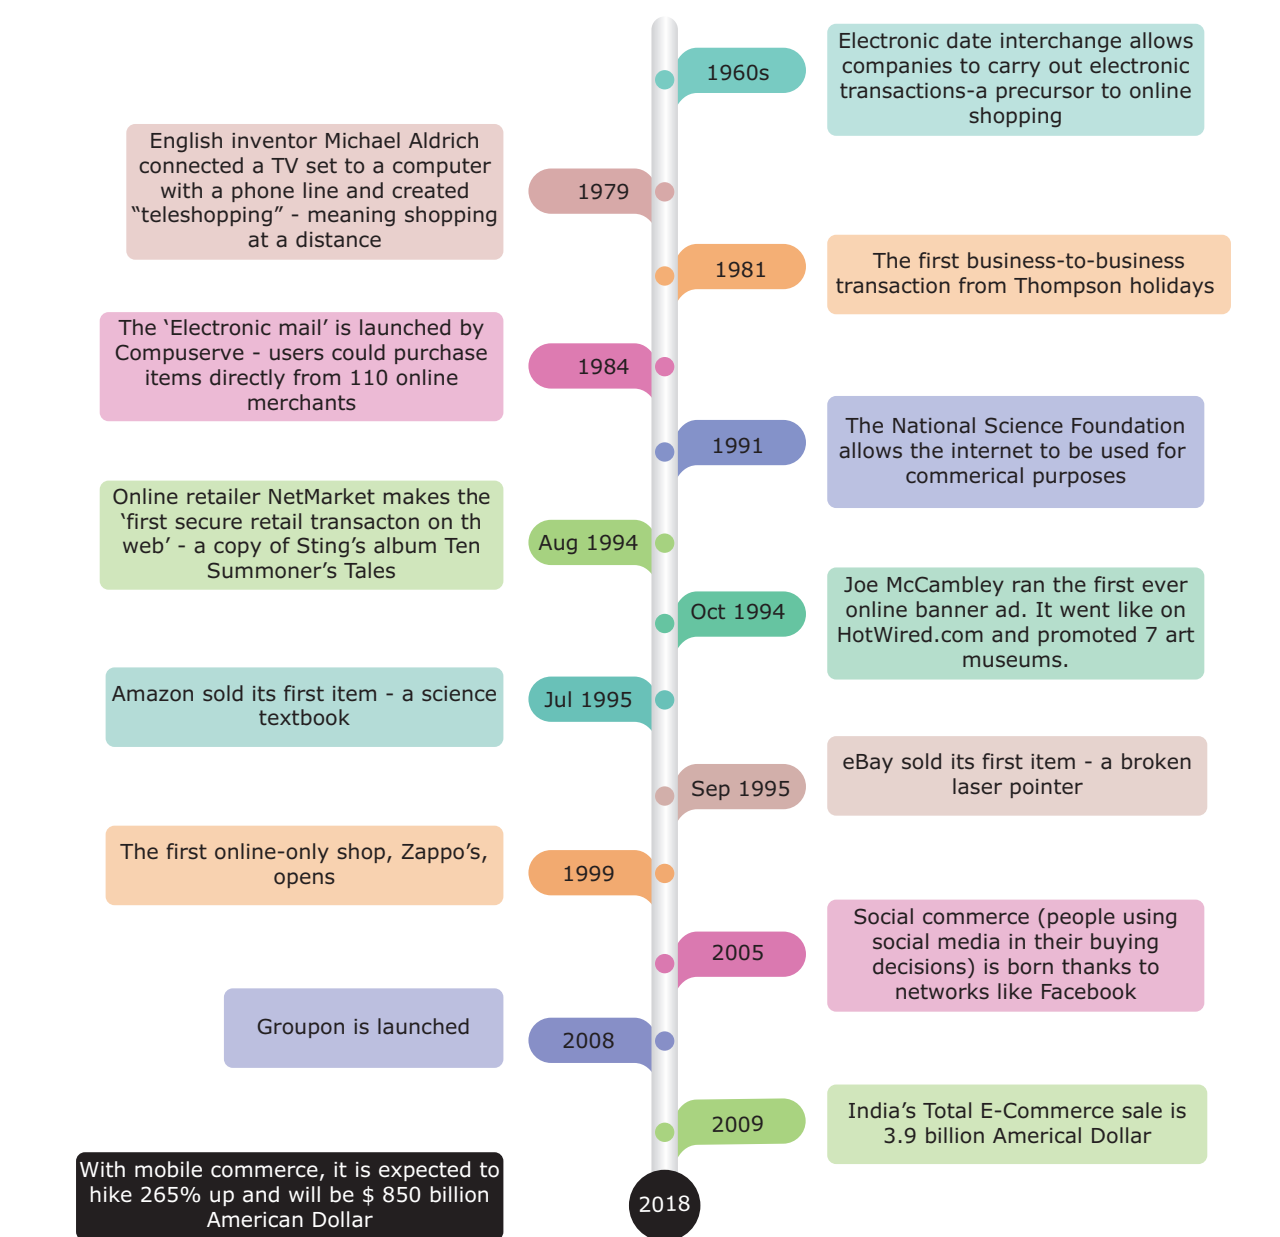 1960s
Electronic date interchange allows
companies to carry out electronic
transactions-a precursor to online
shopping
English inventor Michael Aldrich
connected a TV set to a computer
with a phone line and created
“teleshopping” - meaning shopping
at a distance
1979
1981
The first business-to-business
transaction from Thompson holidays
The ‘Electronic mail’ is launched by
Compuserve - users could purchase
items directly from 110 online
merchants
1984
1991
The National Science Foundation
allows the internet to be used for
commerical purposes
Online retailer NetMarket makes the
‘first secure retail transacton on th
web’ - a copy of Sting’s album Ten
Summoner’s Tales
Aug 1994
Oct 1994
Joe McCambley ran the first ever
online banner ad. It went like on
HotWired.com and promoted 7 art
museums.
Amazon sold its first item - a science
textbook
Jul 1995
Sep 1995
eBay sold its first item - a broken
laser pointer
The first online-only shop, Zappo’s,
opens
1999
2005
Social commerce (people using
social media in their buying
decisions) is born thanks to
networks like Facebook
Groupon is launched
2008
2009
India’s Total E-Commerce sale is
3.9 billion Americal Dollar
With mobile commerce, it is expected to
hike 265% up and will be $ 850 billion
American Dollar
2018